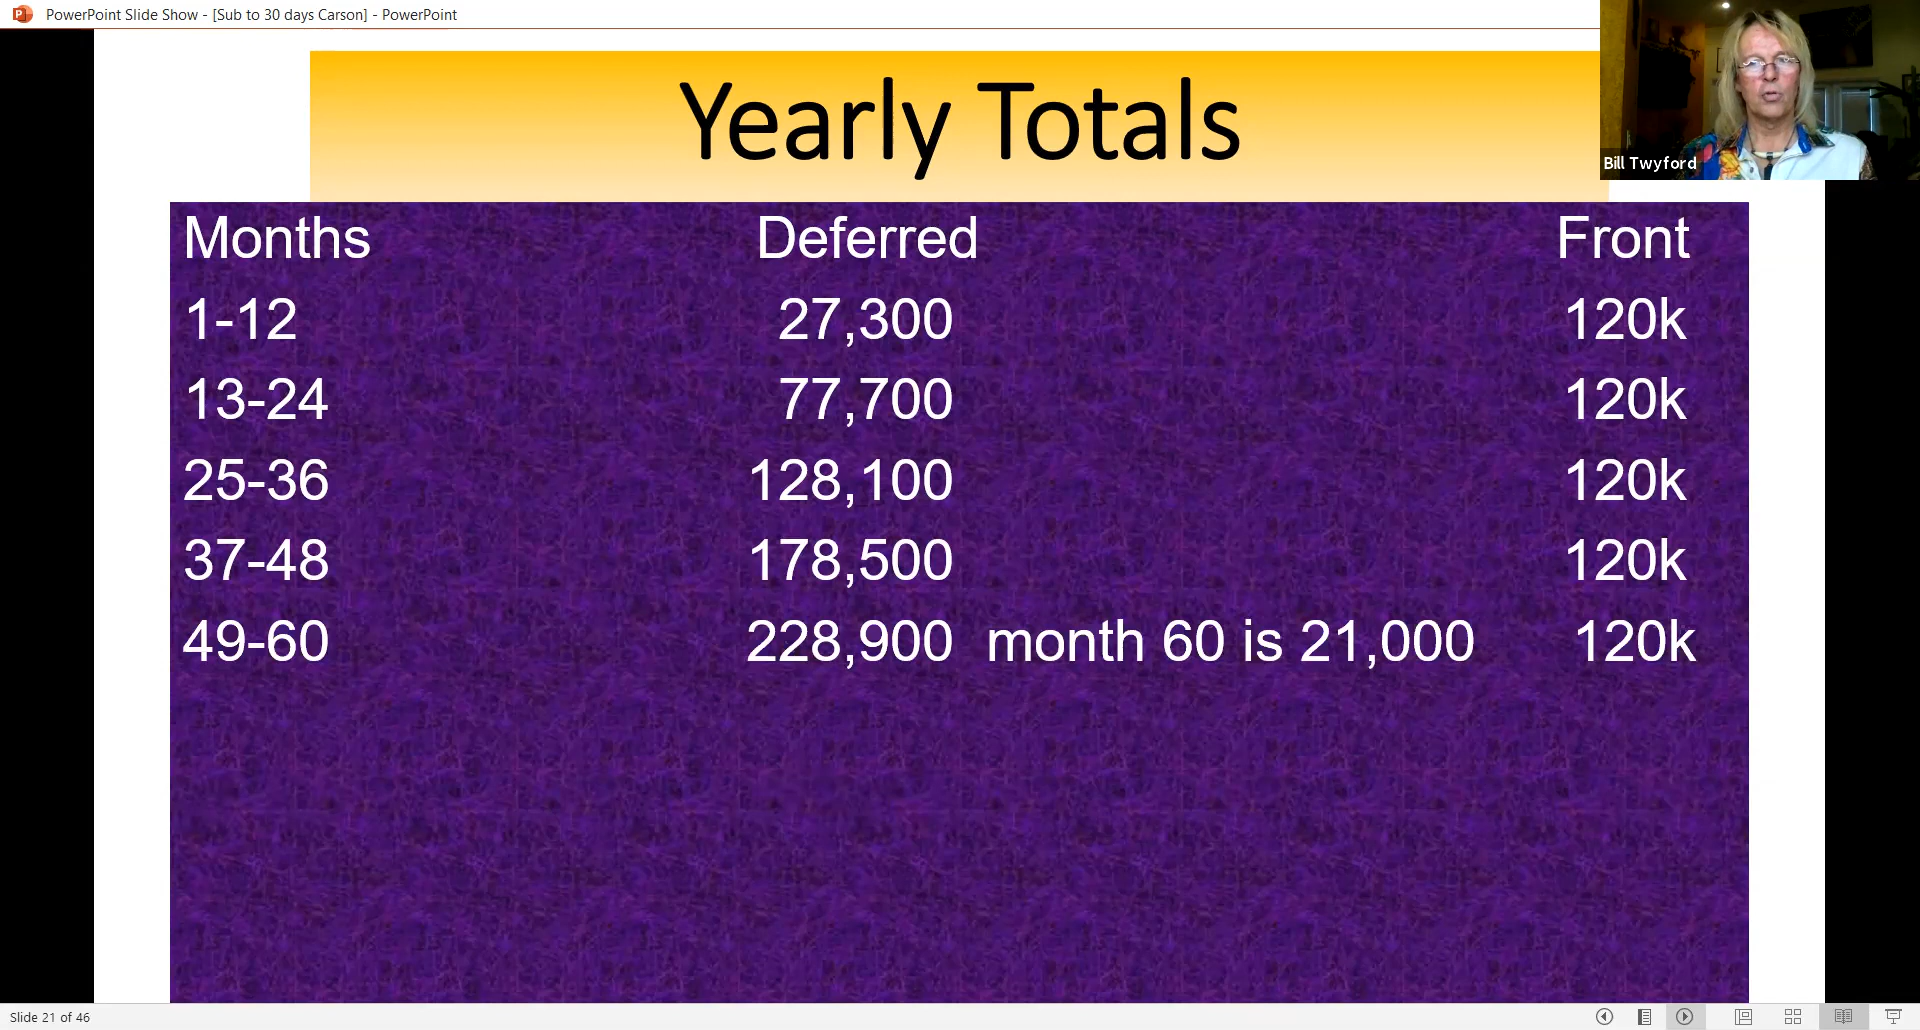 PowerPoint Slide Show - [Sub to 30 days Carson] - PowerPoint
Yearly Totals
Bill Twyford
Months Deferred Front
1-12 27,300 120k
13-24 77,700 120k
25-36 128,100 120k
37-48 178,500 120k
49-60 228,900 month 60 is 21,000 120k
Slide 21 of 46